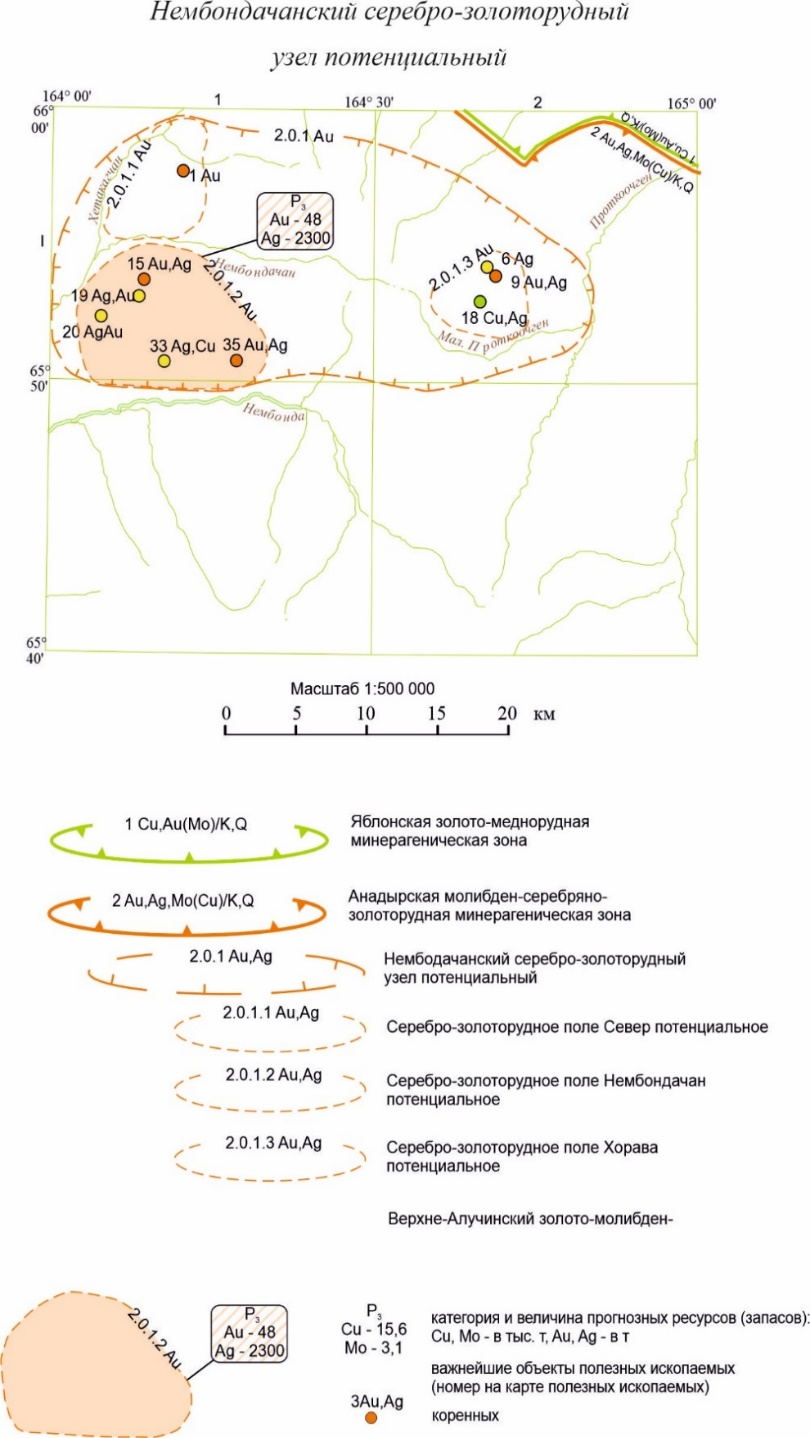 Нембондачанский серебро-золоторудный
узел потенциальный
164° 00'
1
164° 30'
2
165° 00'
66°
00'
2.0.1 Au
1 Cu,Au(Mo)/K,Q
2 Au,Ag,Mo(Cu)/K,Q
Хетакагчан
2.0.1.1 Au
1 Au
Проткоочген
I
P3
Au - 48
Ag - 2300
15 Au,Ag
Нембондачан
2.0.1.2 Au
19 Ag,Au
20 AgAu
33 Ag,Cu
35 Au,Ag
2.0.1.3 Au
6 Ag
9 Au,Ag
18 Cu,Ag
Мал. Проткоочген
65°
50'
Нембонда
65°
40'
Масштаб 1:500 000
0 5 10 15 20 км
1 Cu,Au(Mo)/K,Q
Яблонская золото-меднорудная
минерагеническая зона
2 Au,Ag,Mo(Cu)/K,Q
Анадырская молибден-серебряно-
золоторудная минерагеническая зона
2.0.1 Au,Ag
Нембодачанский серебро-золоторудный
узел потенциальный
2.0.1.1 Au,Ag
Серебро-золоторудное поле Север потенциальное
2.0.1.2 Au,Ag
Серебро-золоторудное поле Нембондачан
потенциальное
2.0.1.3 Au,Ag
Серебро-золоторудное поле Хорава
потенциальное
Верхне-Алучинский золото-молибден-
2.0.1.2 Au
P3
Au - 48
Ag - 2300
P3
Cu - 15,6
Mo - 3,1
категория и величина прогнозных ресурсов (запасов):
Cu, Mo - в тыс. т, Au, Ag - в т
важнейшие объекты полезных ископаемых
(номер на карте полезных ископаемых)
3Au,Ag
коренных